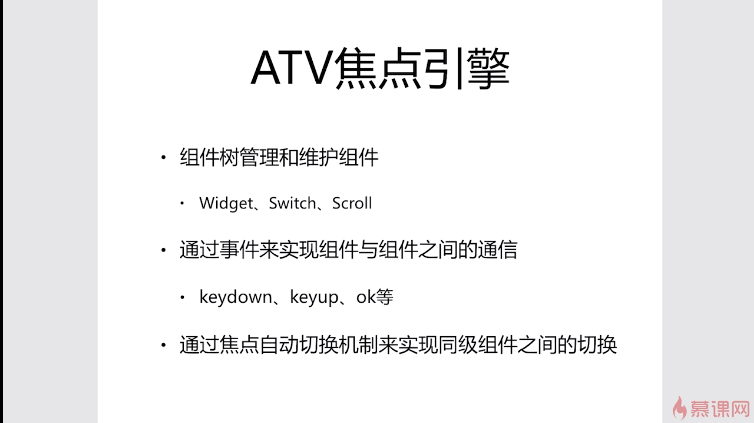 ATV焦点引擎
• 组件树管理和维护组件
• Widget、Switch、Scroll
• 通过事件来实现组件与组件之间的通信
• keydown、keyup、ok等
• 通过焦点自动切换机制来实现同级组件之间的切换
慕课网